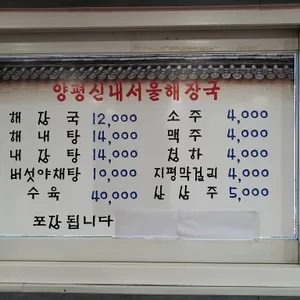 양평신내서울해장국
해장국 12,000 소주 4,000
해내탕 14,000 맥주 4,000
내장탕 14,000 청하 4,000
버섯야채탕 10,000 지평막걸리 4,000
수육 40,000 산삼주 5,000
포장됩니다